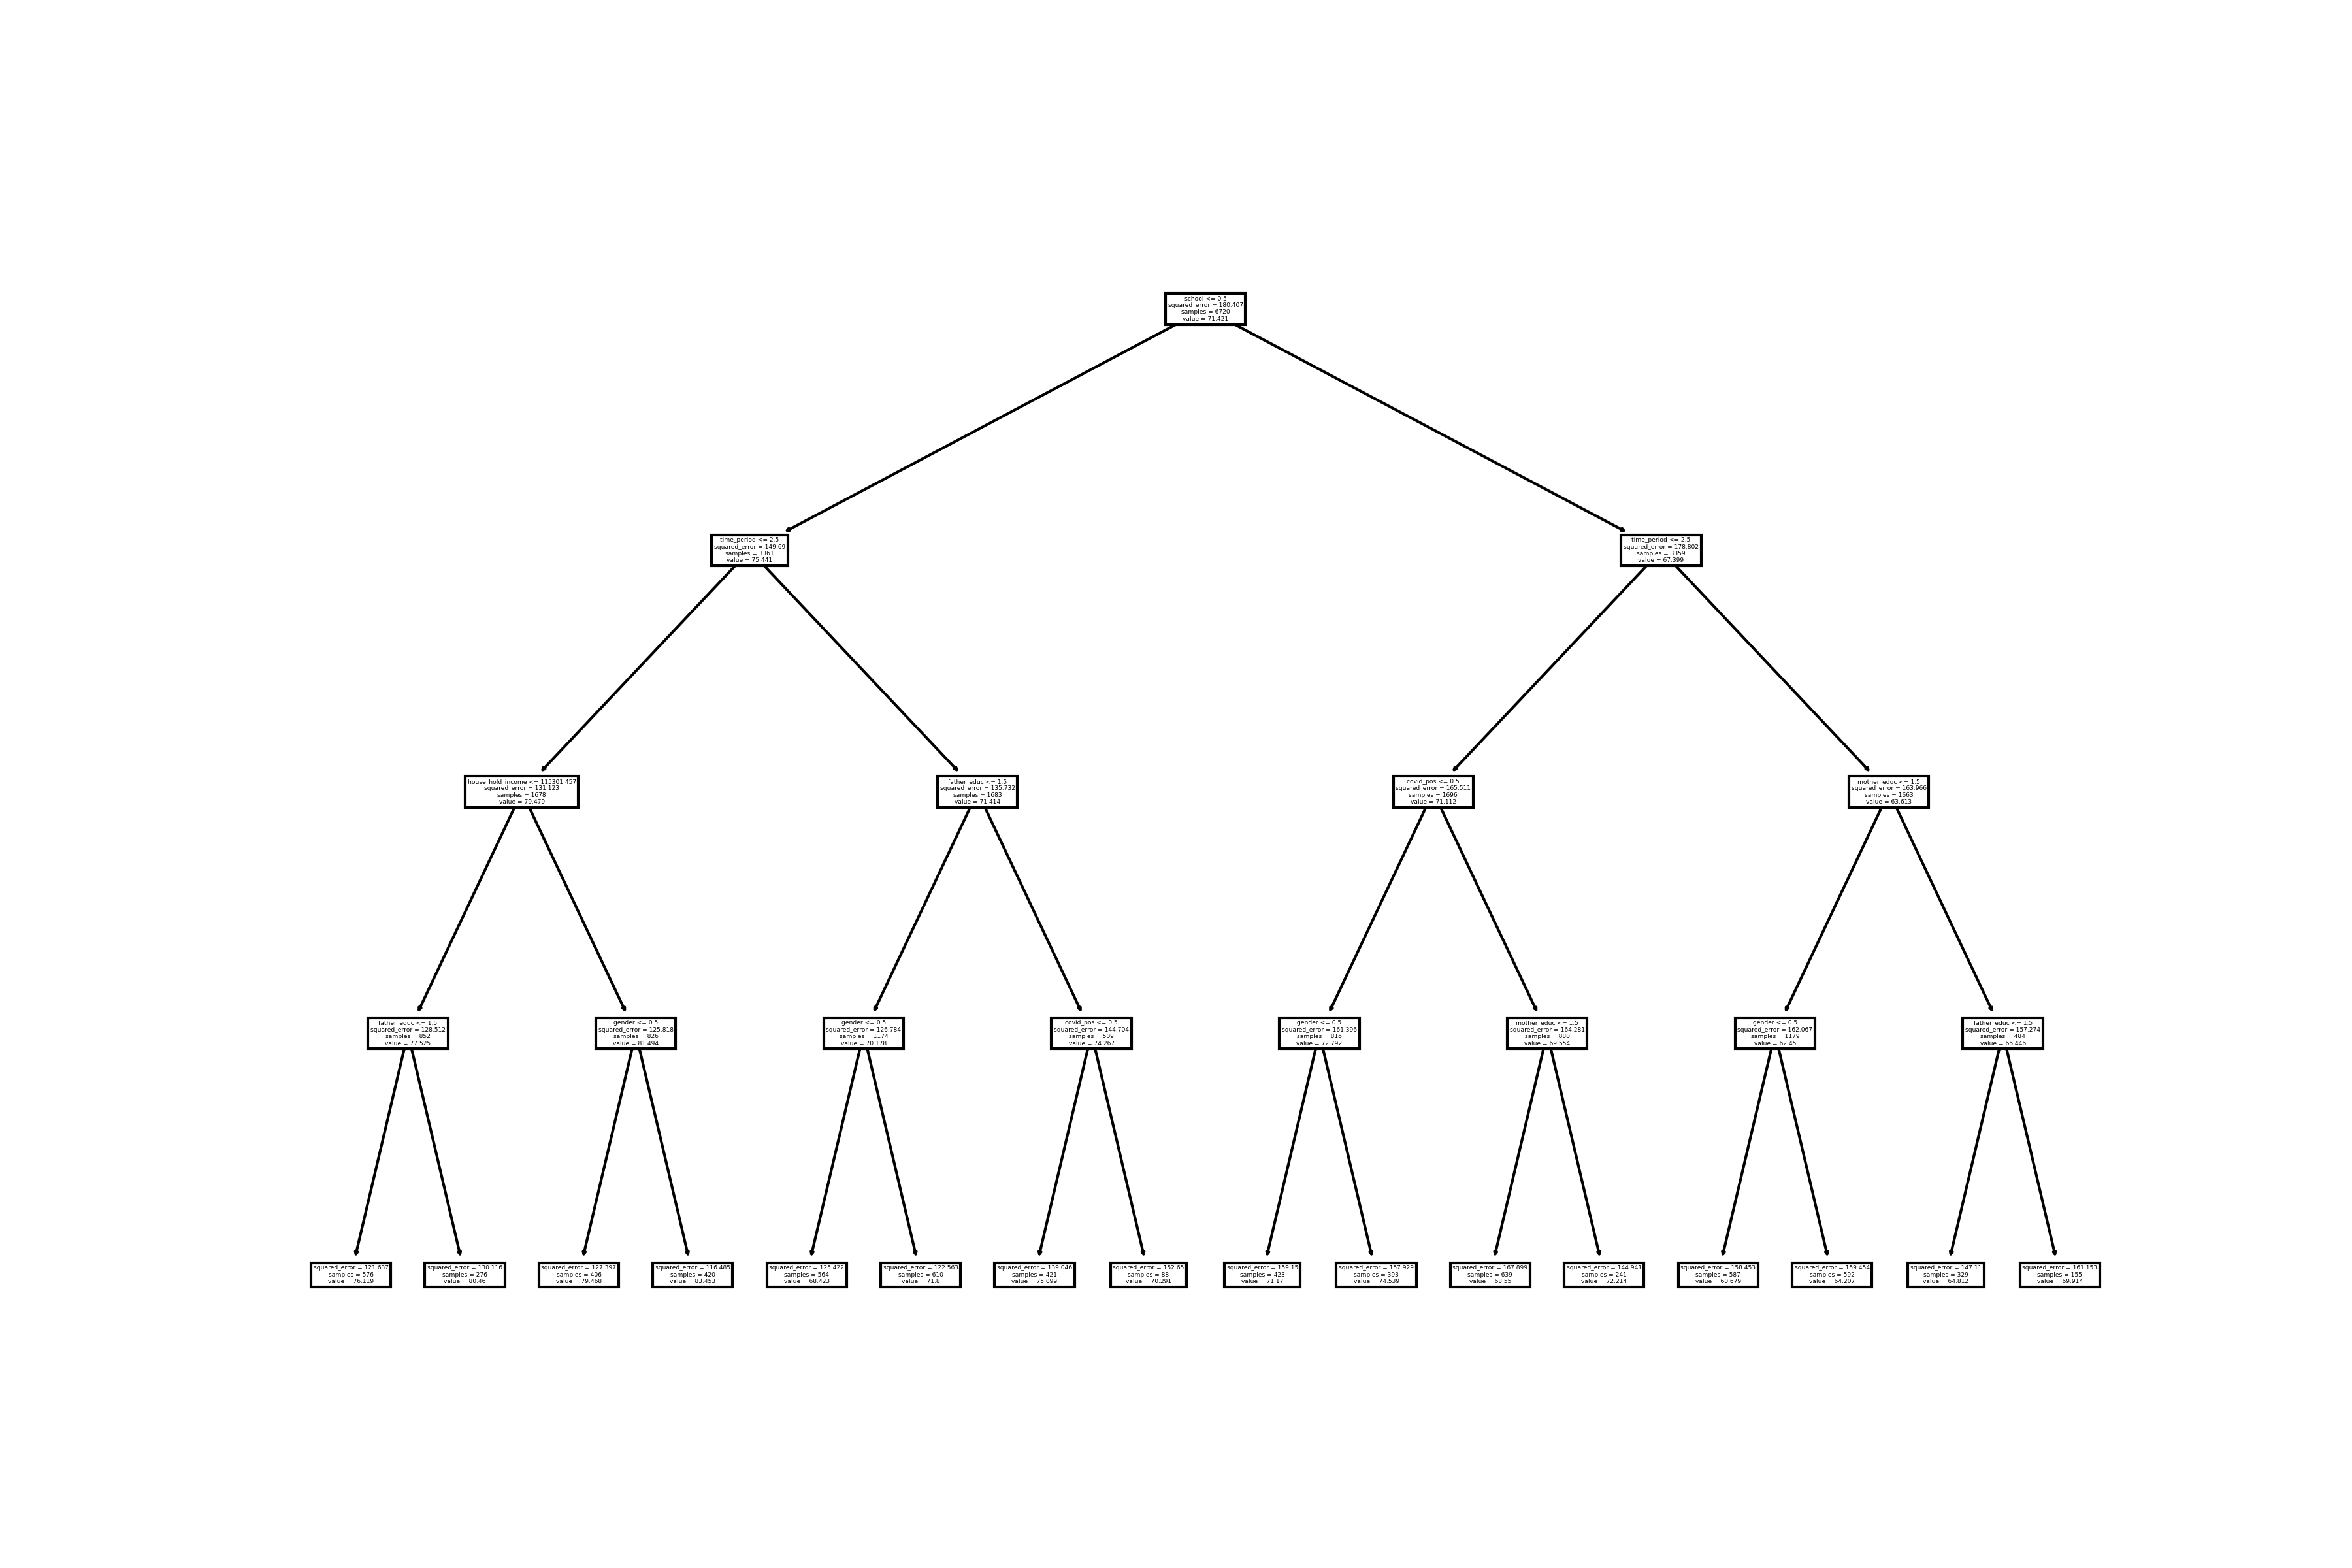 school <= 0.5
squared_error = 180.407
samples = 6720
value = 71.421
time_period <= 2.5
squared_error = 149.69
samples = 3361
value = 75.441
time_period <= 2.5
squared_error = 178.802
samples = 3359
value = 67.399
house_hold_income <= 115301.457
squared_error = 131.123
samples = 1678
value = 79.479
father_educ <= 1.5
squared_error = 135.732
samples = 1683
value = 71.414
covid_pos <= 0.5
squared_error = 165.511
samples = 1696
value = 71.112
mother_educ <= 1.5
squared_error = 163.966
samples = 1663
value = 63.613
father_educ <= 1.5
squared_error = 128.512
samples = 852
value = 77.525
gender <= 0.5
squared_error = 125.818
samples = 826
value = 81.494
gender <= 0.5
squared_error = 126.784
samples = 1174
value = 70.178
covid_pos <= 0.5
squared_error = 144.704
samples = 509
value = 74.267
gender <= 0.5
squared_error = 161.396
samples = 816
value = 72.792
mother_educ <= 1.5
squared_error = 164.281
samples = 880
value = 69.554
gender <= 0.5
squared_error = 162.067
samples = 1179
value = 62.45
father_educ <= 1.5
squared_error = 157.274
samples = 484
value = 66.446
squared_error = 121.637
samples = 576
value = 76.119
squared_error = 130.116
samples = 276
value = 80.46
squared_error = 127.397
samples = 406
value = 79.468
squared_error = 116.485
samples = 420
value = 83.453
squared_error = 125.422
samples = 564
value = 68.423
squared_error = 122.563
samples = 610
value = 71.8
squared_error = 139.046
samples = 421
value = 75.099
squared_error = 152.65
samples = 88
value = 70.291
squared_error = 159.15
samples = 423
value = 71.17
squared_error = 157.929
samples = 393
value = 74.539
squared_error = 167.899
samples = 639
value = 68.55
squared_error = 144.941
samples = 241
value = 72.214
squared_error = 158.453
samples = 587
value = 60.679
squared_error = 159.454
samples = 592
value = 64.207
squared_error = 147.11
samples = 329
value = 64.812
squared_error = 161.153
samples = 155
value = 69.914